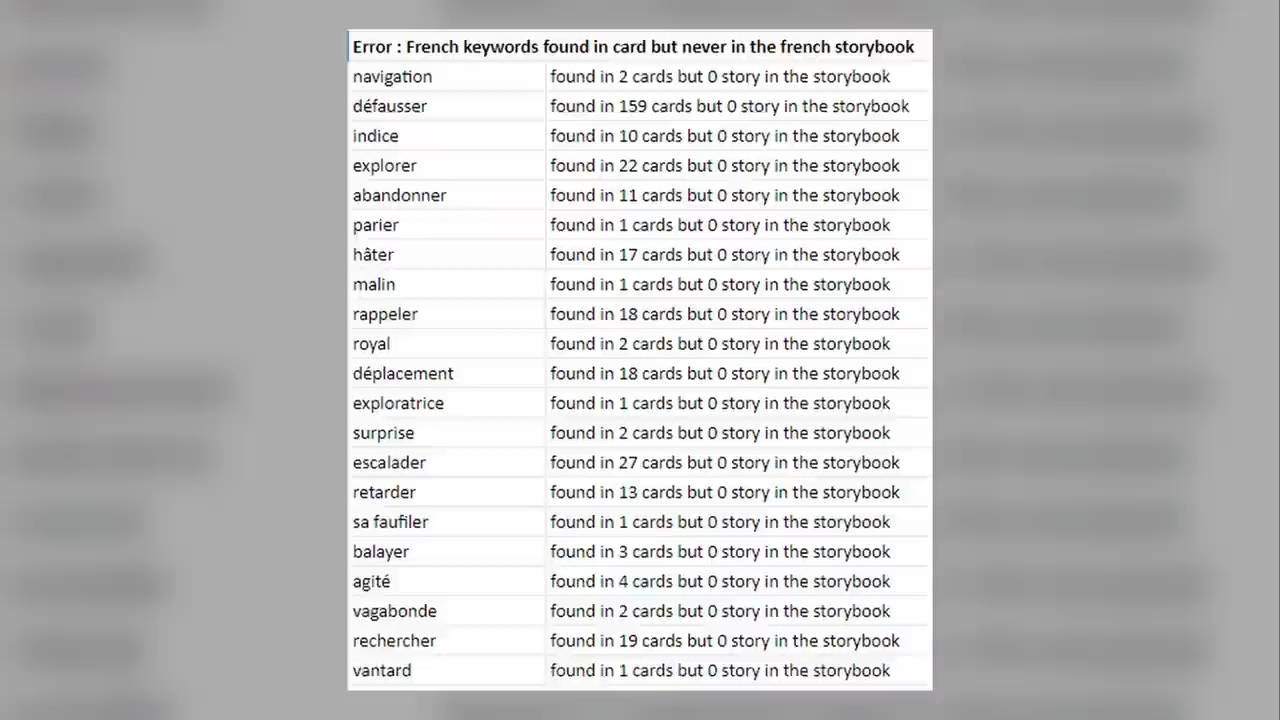 Error : French keywords found in card but never in the french storybook
navigation found in 2 cards but 0 story in the storybook
défausser found in 159 cards but 0 story in the storybook
indice found in 10 cards but 0 story in the storybook
explorer found in 22 cards but 0 story in the storybook
abandonner found in 11 cards but 0 story in the storybook
parier found in 1 cards but 0 story in the storybook
hâter found in 17 cards but 0 story in the storybook
malin found in 1 cards but 0 story in the storybook
rappeler found in 18 cards but 0 story in the storybook
royal found in 2 cards but 0 story in the storybook
déplacement found in 18 cards but 0 story in the storybook
exploratrice found in 1 cards but 0 story in the storybook
surprise found in 2 cards but 0 story in the storybook
escalader found in 27 cards but 0 story in the storybook
retarder found in 13 cards but 0 story in the storybook
sa faufiler found in 1 cards but 0 story in the storybook
balayer found in 3 cards but 0 story in the storybook
agité found in 4 cards but 0 story in the storybook
vagabonde found in 2 cards but 0 story in the storybook
rechercher found in 19 cards but 0 story in the storybook
vantard found in 1 cards but 0 story in the storybook